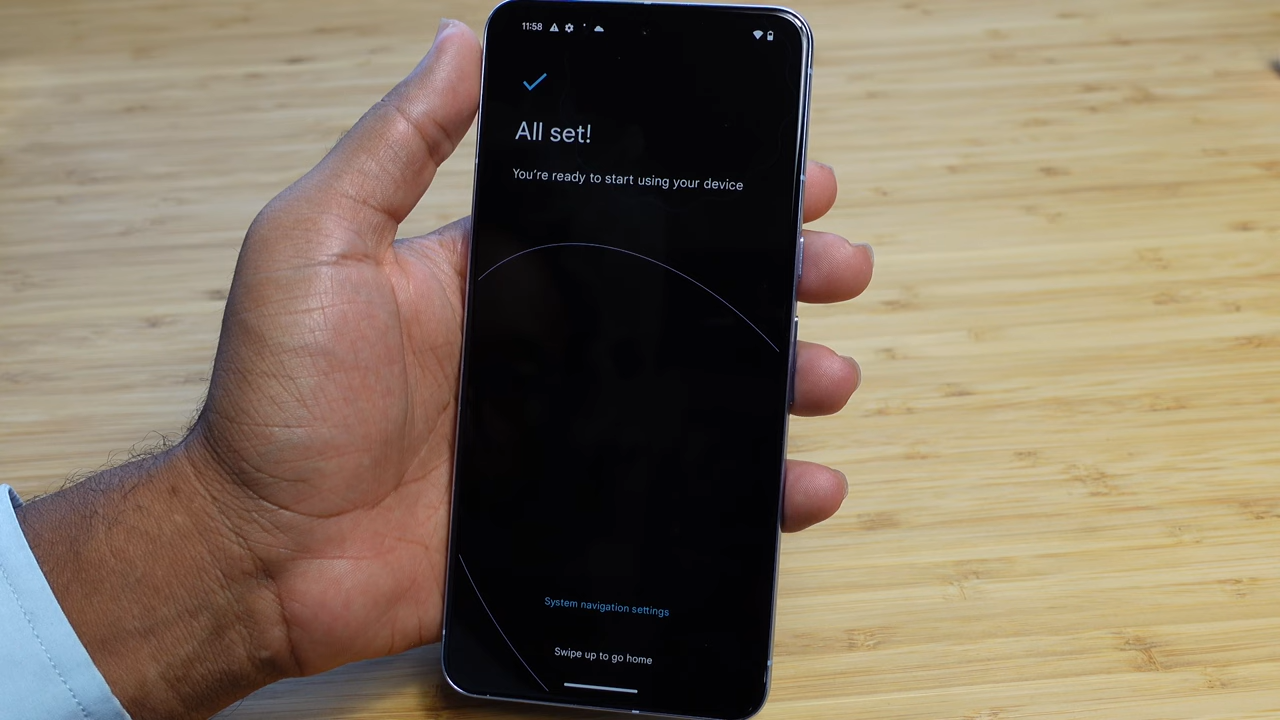 11:58
All set!
You're ready to start using your device
System navigation settings
Swipe up to go home